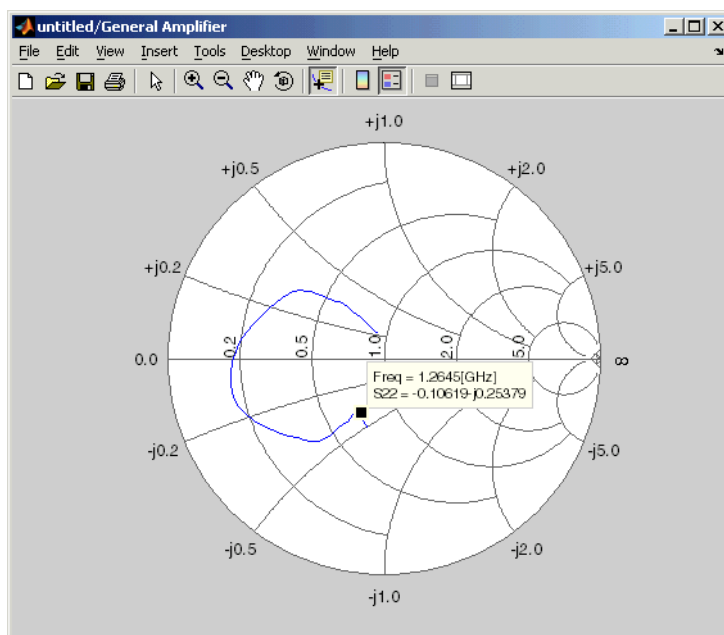 untitled/General Amplifier
File Edit View Insert Tools Desktop Window Help
+j1.0
+j0.5
+j2.0
+j0.2
+j5.0
0.0
0.2
0.5
1.0
2.0
5.0
∞
Freq = 1.2645[GHz]
S22 = -0.10619-j0.25379
-j0.2
-j5.0
-j0.5
-j2.0
-j1.0